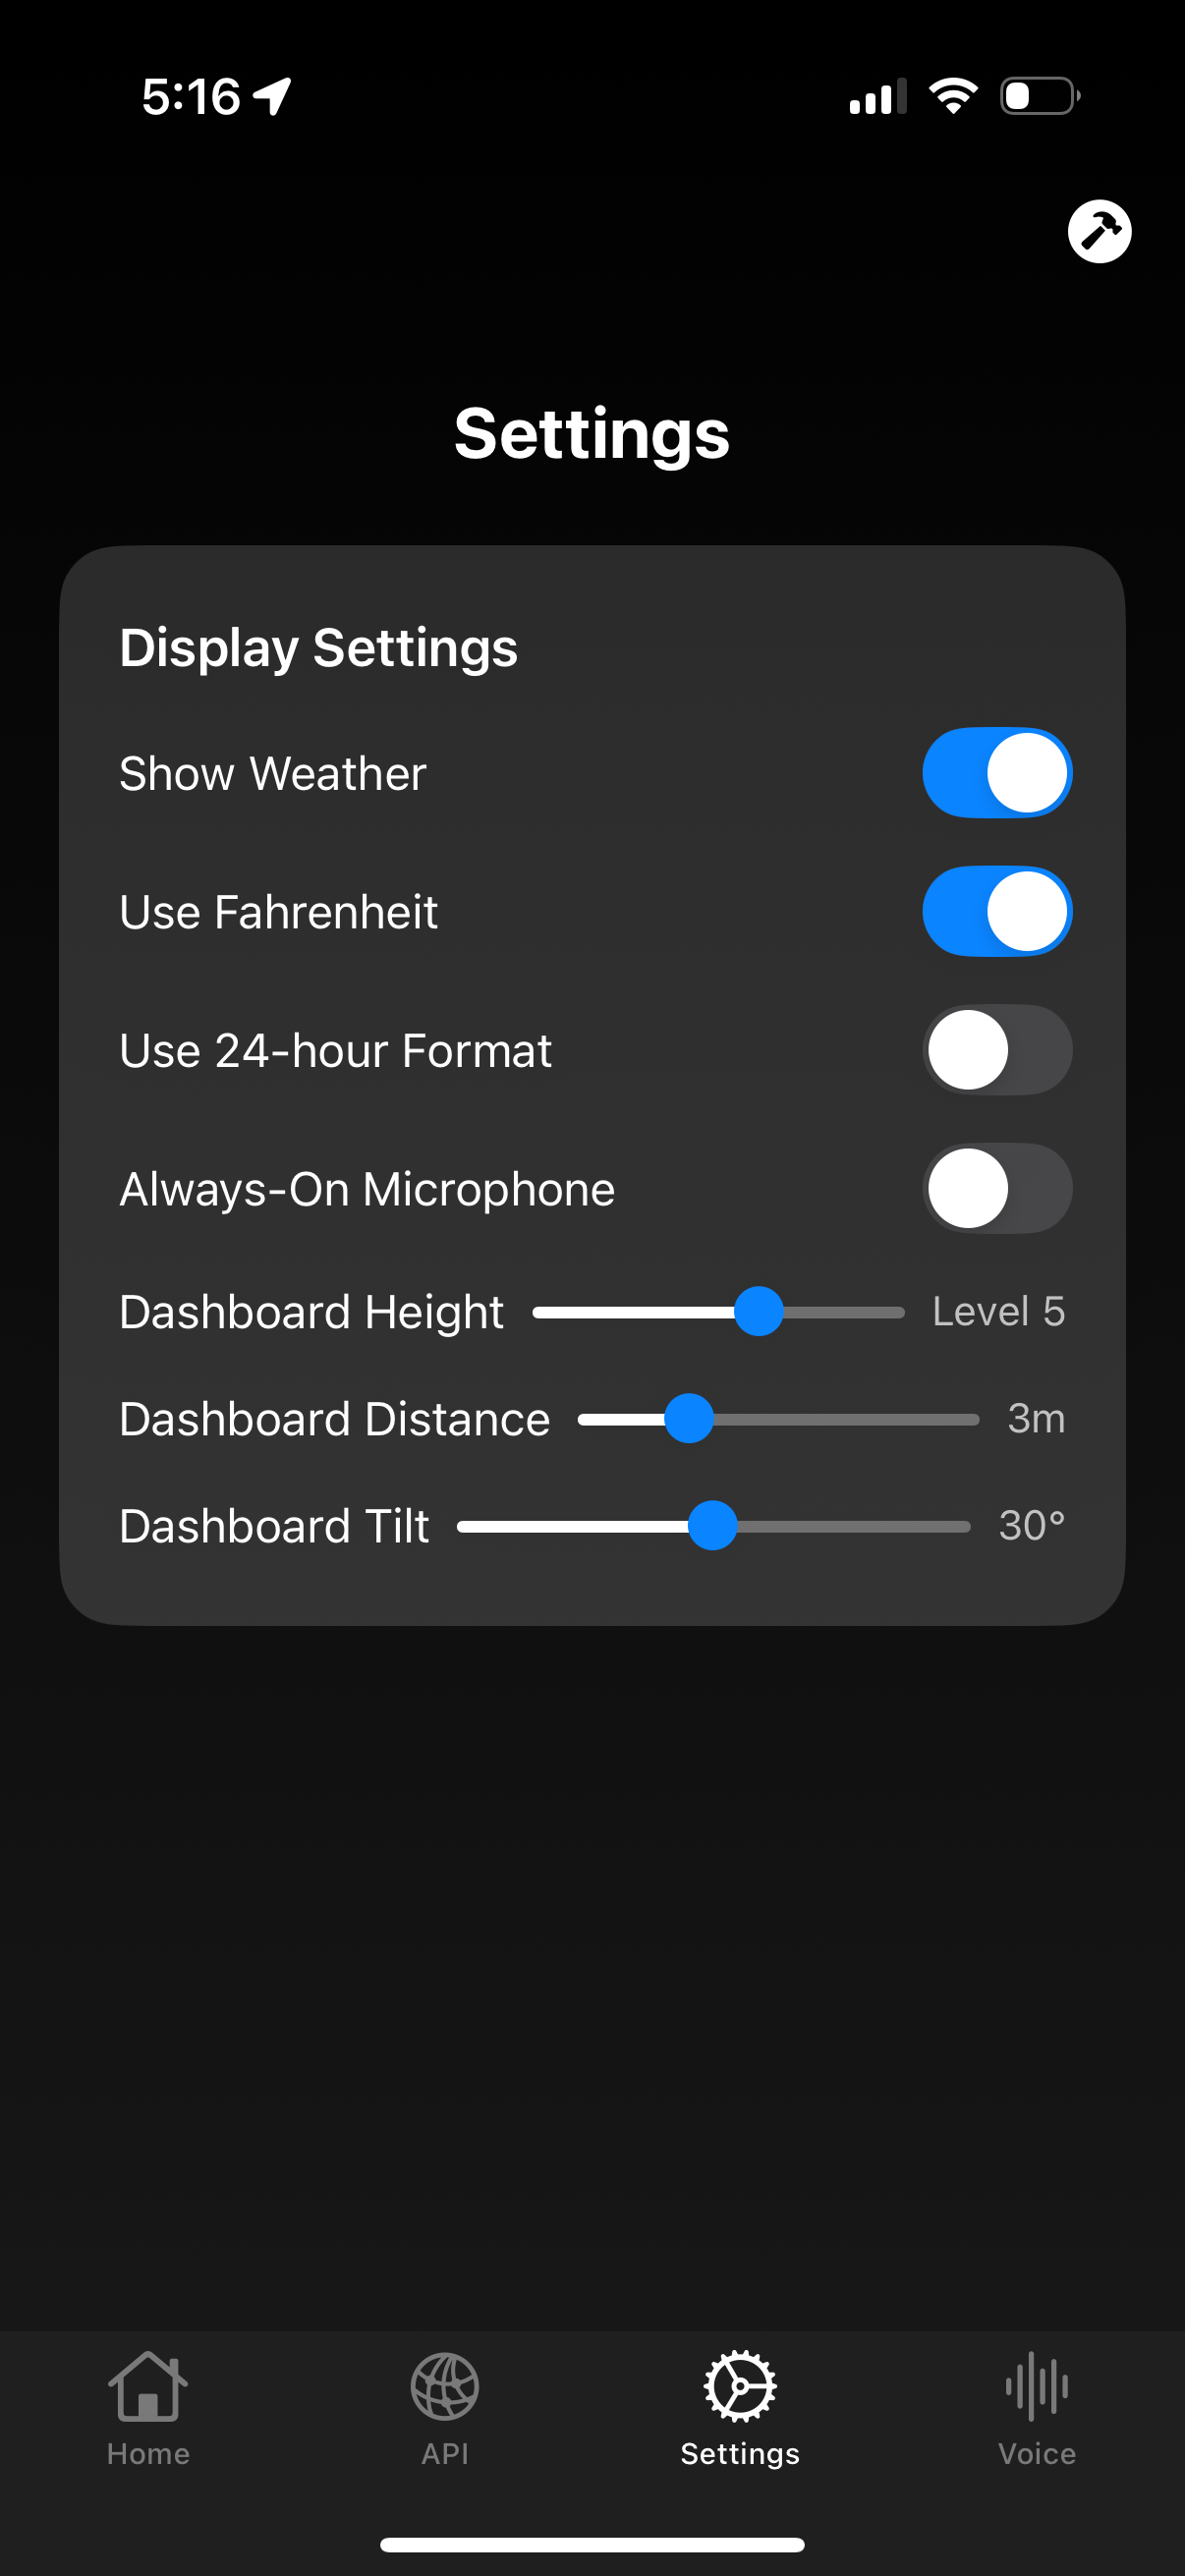 5:16
Settings
Display Settings
Show Weather
Use Fahrenheit
Use 24-hour Format
Always-On Microphone
Dashboard Height Level 5
Dashboard Distance 3m
Dashboard Tilt 30°
Home API Settings Voice